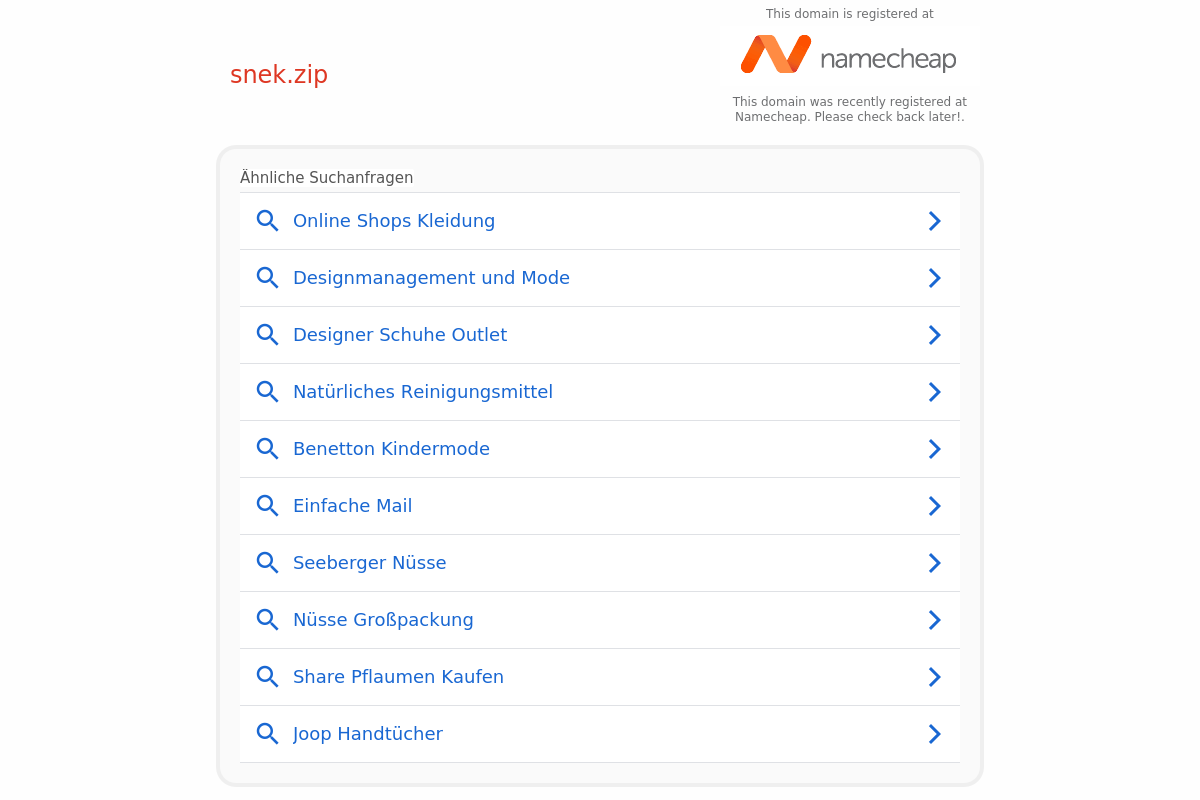 This domain is registered at
namecheap
snek.zip
This domain was recently registered at
Namecheap. Please check back later!.
Ähnliche Suchanfragen
Online Shops Kleidung
Designmanagement und Mode
Designer Schuhe Outlet
Natürliches Reinigungsmittel
Benetton Kindermode
Einfache Mail
Seeberger Nüsse
Nüsse Großpackung
Share Pflaumen Kaufen
Joop Handtücher